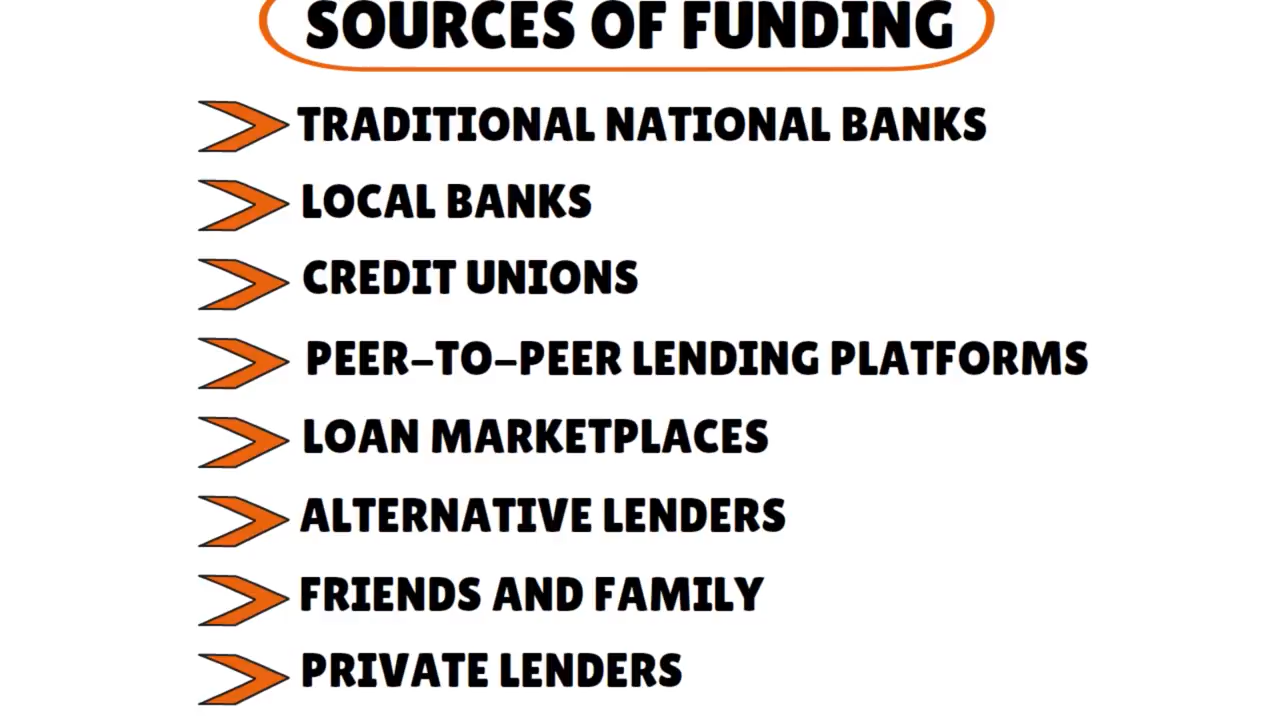 SOURCES OF FUNDING
TRADITIONAL NATIONAL BANKS
LOCAL BANKS
CREDIT UNIONS
PEER-TO-PEER LENDING PLATFORMS
LOAN MARKETPLACES
ALTERNATIVE LENDERS
FRIENDS AND FAMILY
PRIVATE LENDERS